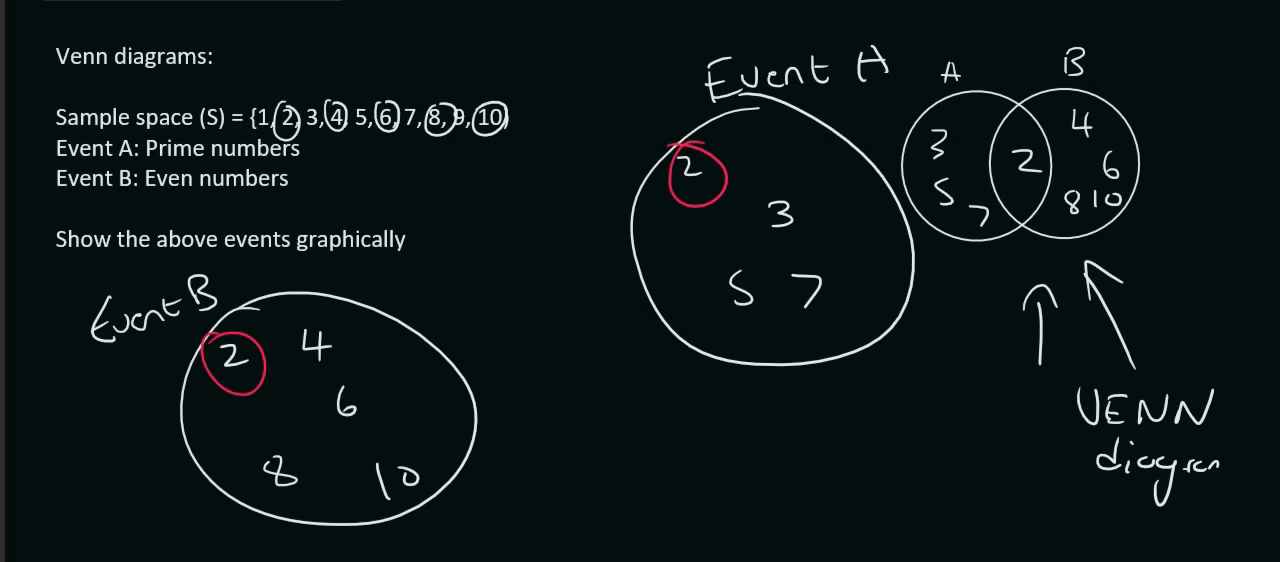 Venn diagrams:
Sample space (S) = {1, 2, 3, 4, 5, 6, 7, 8, 9, 10}
Event A: Prime numbers
Event B: Even numbers
Show the above events graphically
Event B
2 4
6
8 10
Event A
2
3
5 7
A B
3 2 4
5 6
7 8 10
VENN
diagram